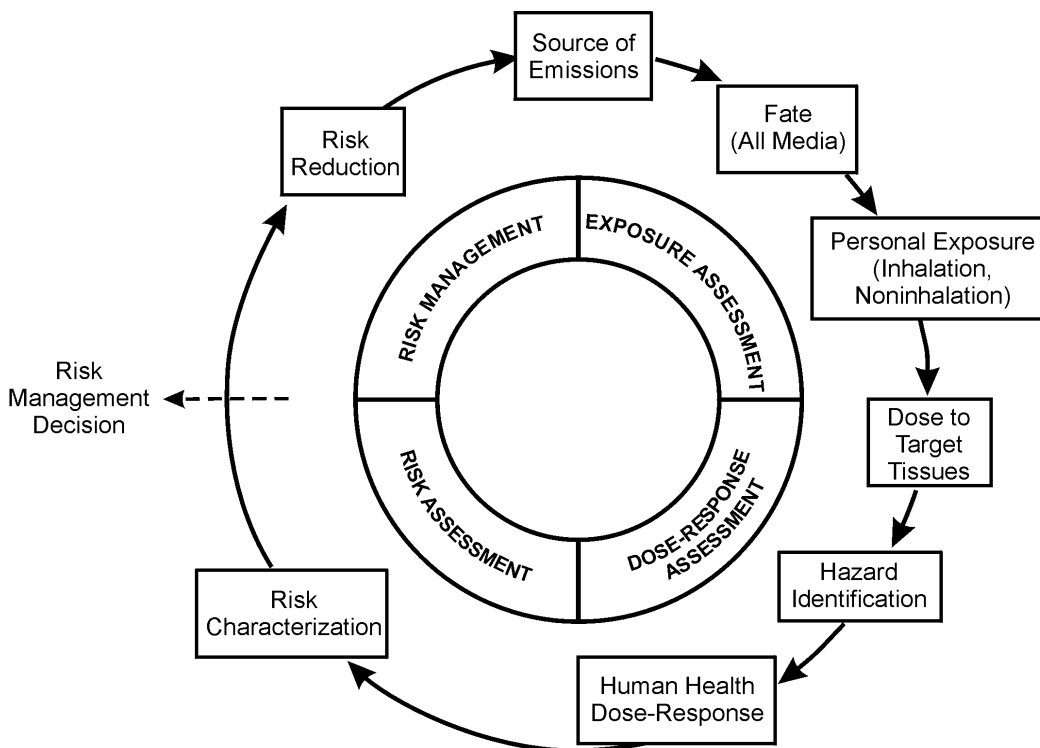 Source of
Emissions
Fate
(All Media)
Personal Exposure
(Inhalation,
Noninhalation)
Dose to
Target
Tissues
Hazard
Identification
Human Health
Dose-Response
Risk
Characterization
Risk
Management
Decision
Risk
Reduction
RISK MANAGEMENT
EXPOSURE ASSESSMENT
DOSE-RESPONSE
ASSESSMENT
RISK ASSESSMENT